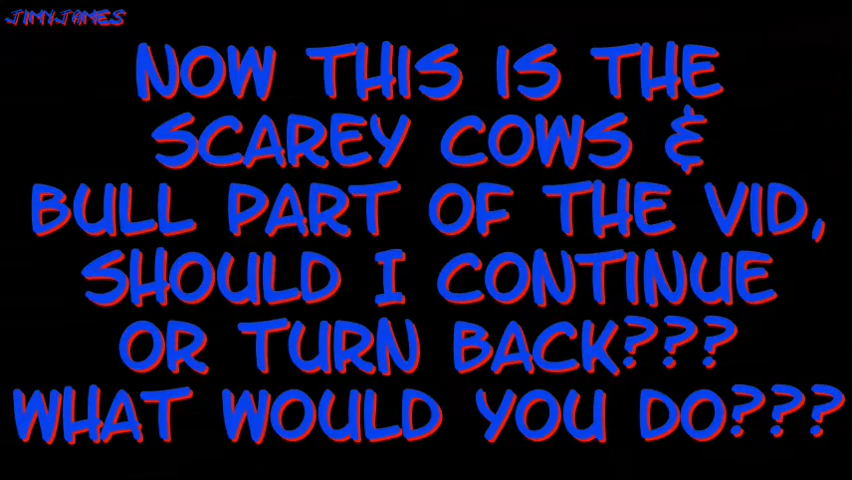 JIMYJAMES
NOW THIS IS THE
SCAREY COWS &
BULL PART OF THE VID,
SHOULD I CONTINUE
OR TURN BACK???
WHAT WOULD YOU DO???